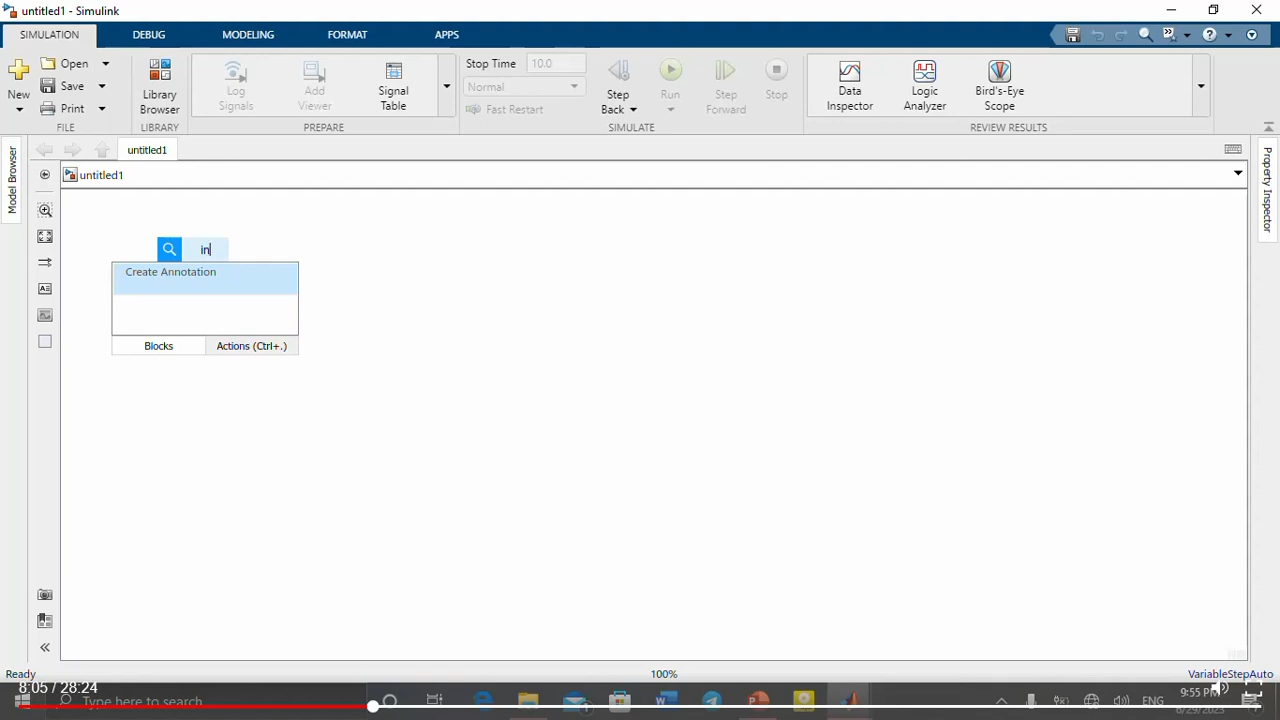 untitled1 - Simulink
SIMULATION DEBUG MODELING FORMAT APPS
New
Open
Save
Print
FILE
Library Browser
LIBRARY
Log Signals
Add Viewer
Signal Table
PREPARE
Stop Time 10.0
Normal
Fast Restart
Step Back
Run
Step Forward
Stop
SIMULATE
Data Inspector
Logic Analyzer
Bird's-Eye Scope
REVIEW RESULTS
Model Browser
untitled1
untitled1
Property Inspector
in
Create Annotation
Blocks Actions (Ctrl+.)
Ready 100% VariableStepAuto
8:05 / 28:24
Type here to search
ENG
9:55 PM
8/29/2023